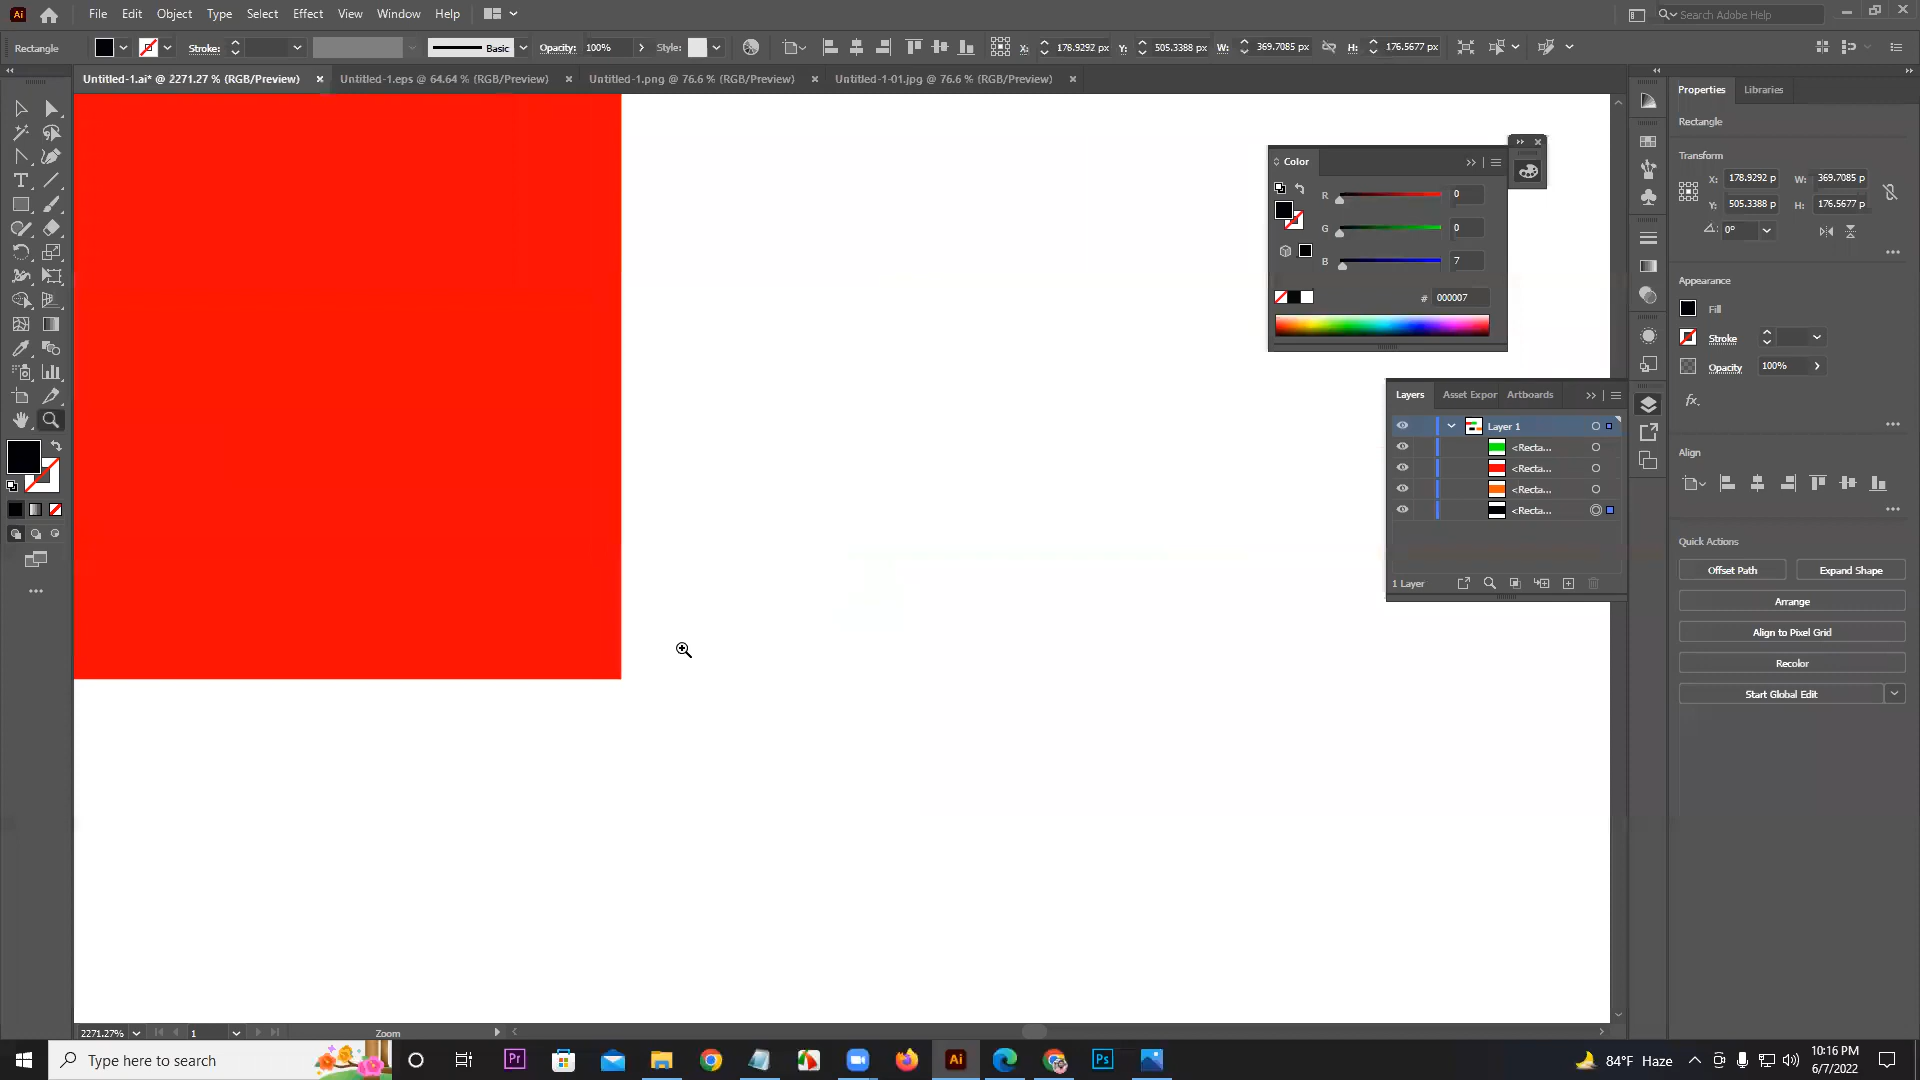 Ai File Edit Object Type Select Effect View Window Help Search Adobe Help
Rectangle Stroke: Basic Opacity: 100% Style: X: 178.9292 px Y: 505.3388 px W: 369.7085 px H: 176.5677 px
Untitled-1.ai* @ 2271.27 % (RGB/Preview) × Untitled-1.eps @ 64.64 % (RGB/Preview) × Untitled-1.png @ 76.6 % (RGB/Preview) × Untitled-1-01.jpg @ 76.6 % (RGB/Preview) ×
Properties Libraries
Rectangle
Transform
X: 178.9292 p W: 369.7085 p
Y: 505.3388 p H: 176.5677 p
0°
Appearance
Fill
Stroke
Opacity 100%
fx.
Align
Quick Actions
Offset Path Expand Shape
Arrange
Align to Pixel Grid
Recolor
Start Global Edit
Color
R 0
G 0
B 7
# 000007
Layers Asset Expor Artboards
Layer 1
<Recta...
<Recta...
<Recta...
<Recta...
1 Layer
2271.27% 1 Zoom
Type here to search Pr Ai Ps 84°F Haze 10:16 PM
6/7/2022